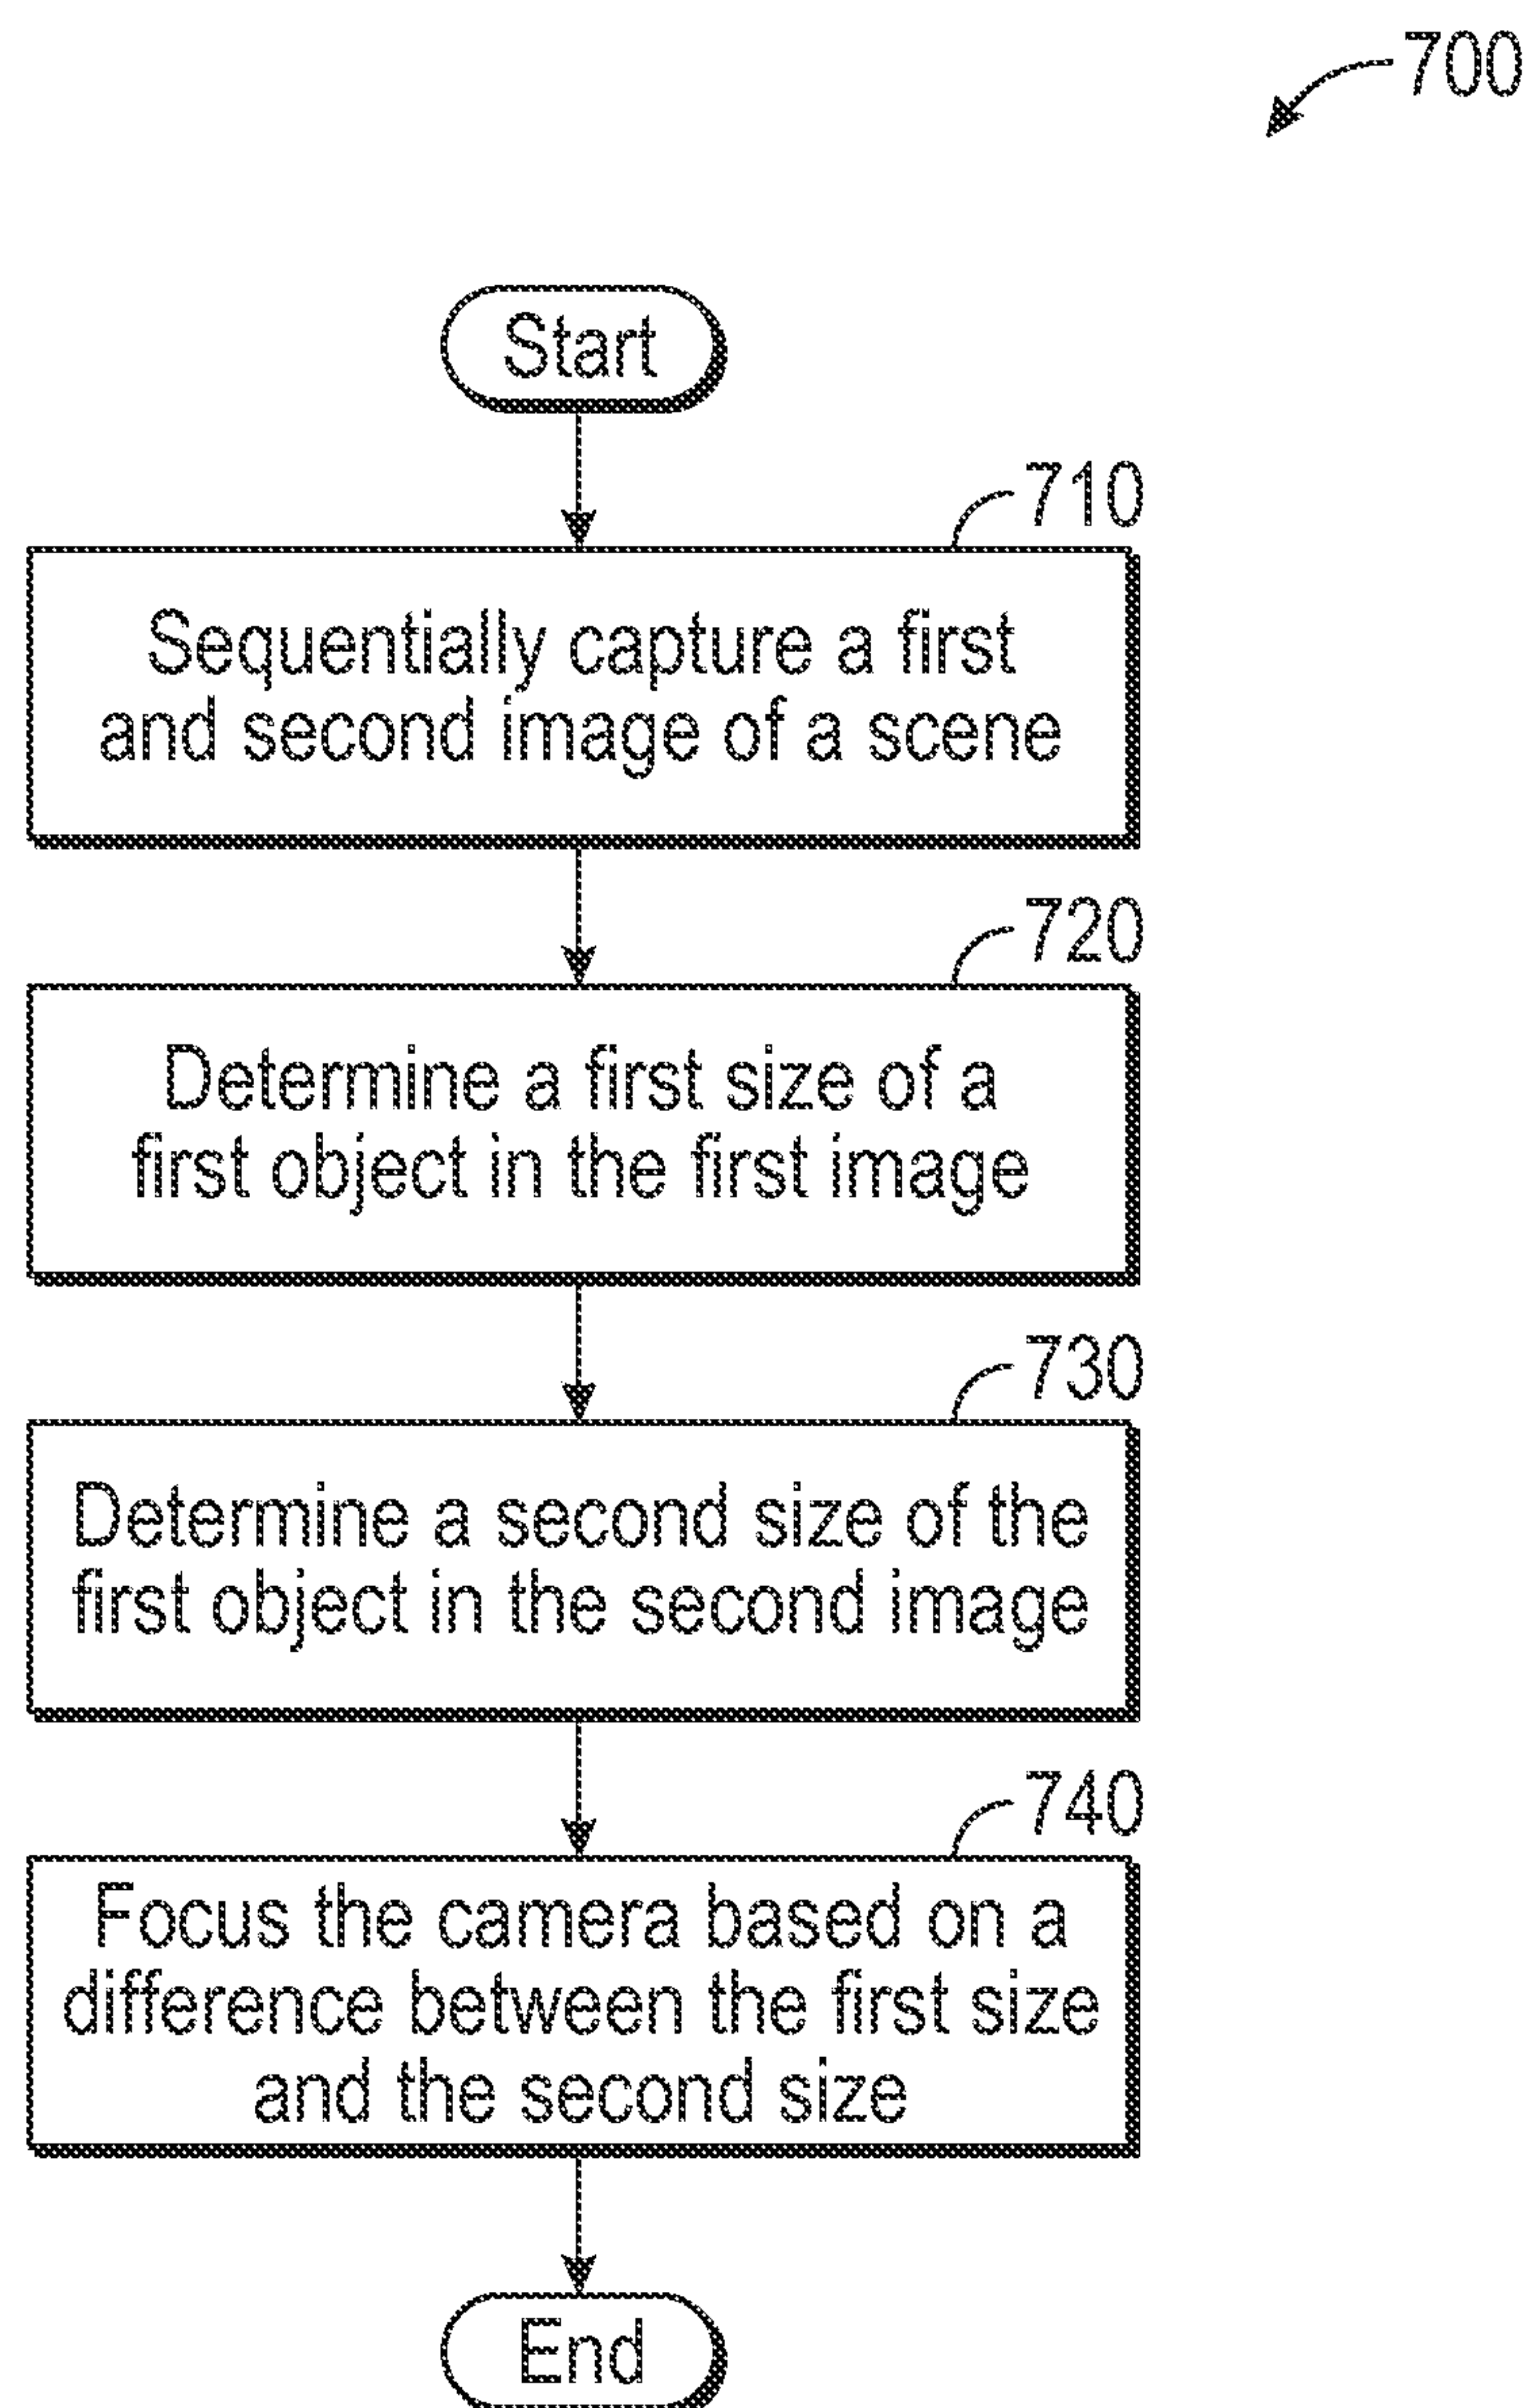 700
Start
710
Sequentially capture a first
and second image of a scene
720
Determine a first size of a
first object in the first image
730
Determine a second size of the
first object in the second image
740
Focus the camera based on a
difference between the first size
and the second size
End